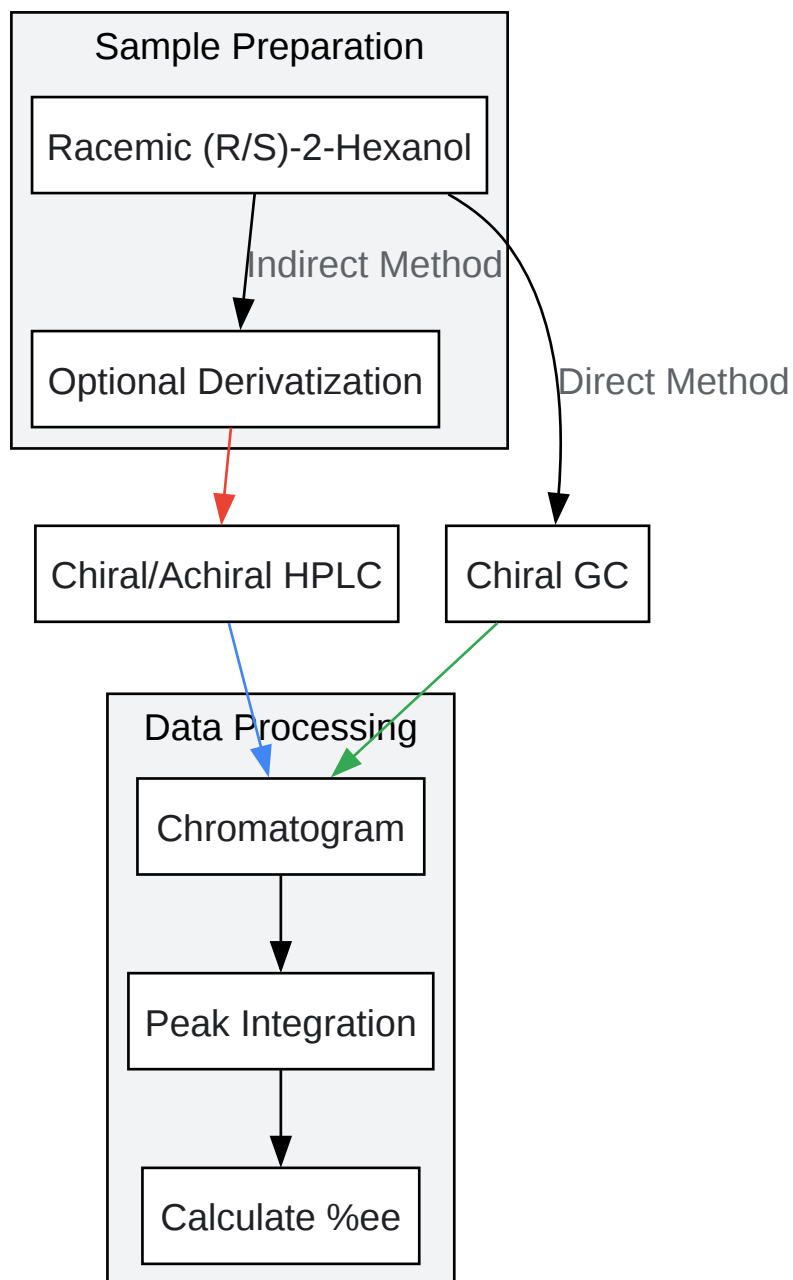 Sample Preparation
Racemic (R/S)-2-Hexanol
Indirect Method
Optional Derivatization
Direct Method
Chiral/Achiral HPLC
Chiral GC
Data Processing
Chromatogram
Peak Integration
Calculate %ee